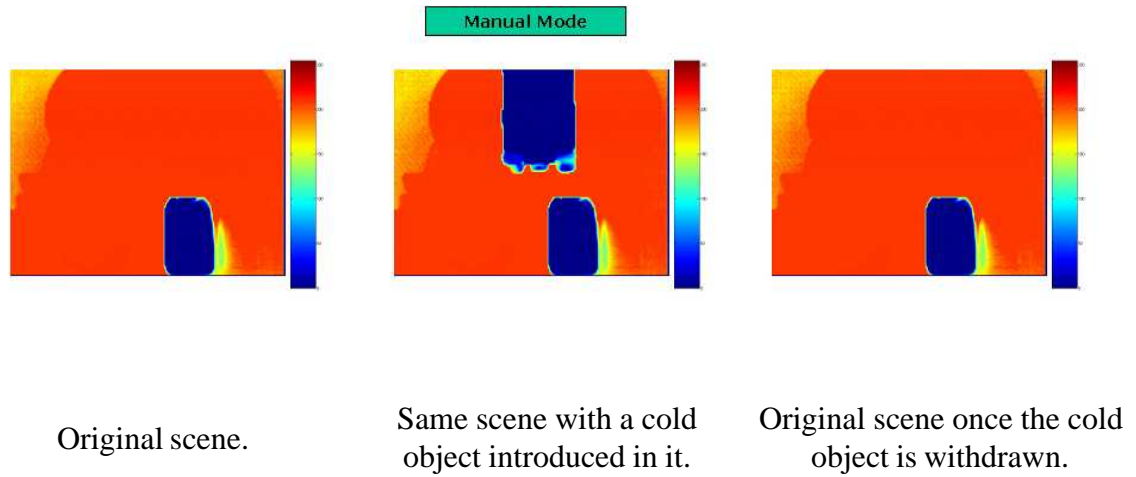 Manual Mode
Original scene.
Same scene with a cold
object introduced in it.
Original scene once the cold
object is withdrawn.